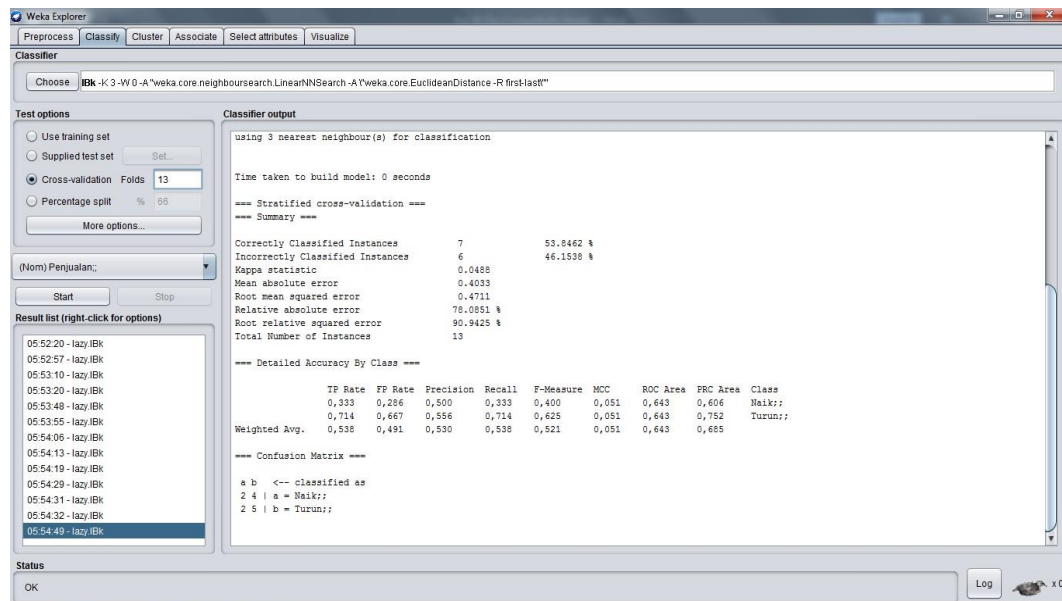 Weka Explorer
Preprocess Classify Cluster Associate Select attributes Visualize
Classifier
Choose IBk -K 3 -W 0 -A "weka.core.neighboursearch.LinearNNSearch -A \"weka.core.EuclideanDistance -R first-last\""
Test options
Use training set
Supplied test set Set...
Cross-validation Folds 13
Percentage split % 66
More options...
(Nom) Penjualan;;
Start Stop
Result list (right-click for options)
05:52:20 - lazy.IBk
05:52:57 - lazy.IBk
05:53:10 - lazy.IBk
05:53:20 - lazy.IBk
05:53:48 - lazy.IBk
05:53:55 - lazy.IBk
05:54:06 - lazy.IBk
05:54:13 - lazy.IBk
05:54:19 - lazy.IBk
05:54:29 - lazy.IBk
05:54:31 - lazy.IBk
05:54:32 - lazy.IBk
05:54:49 - lazy.IBk
Classifier output
using 3 nearest neighbour(s) for classification
Time taken to build model: 0 seconds
=== Stratified cross-validation ===
=== Summary ===
Correctly Classified Instances 7 53.8462 %
Incorrectly Classified Instances 6 46.1538 %
Kappa statistic 0.0488
Mean absolute error 0.4033
Root mean squared error 0.4711
Relative absolute error 78.0851 %
Root relative squared error 90.9425 %
Total Number of Instances 13
=== Detailed Accuracy By Class ===
TP Rate FP Rate Precision Recall F-Measure MCC ROC Area PRC Area Class
0,333 0,286 0,500 0,333 0,400 0,051 0,643 0,606 Naik;;
0,714 0,667 0,556 0,714 0,625 0,051 0,643 0,752 Turun;;
Weighted Avg. 0,538 0,491 0,530 0,538 0,521 0,051 0,643 0,685
=== Confusion Matrix ===
a b <-- classified as
2 4 | a = Naik;;
2 5 | b = Turun;;
Status
OK
Log
x 0